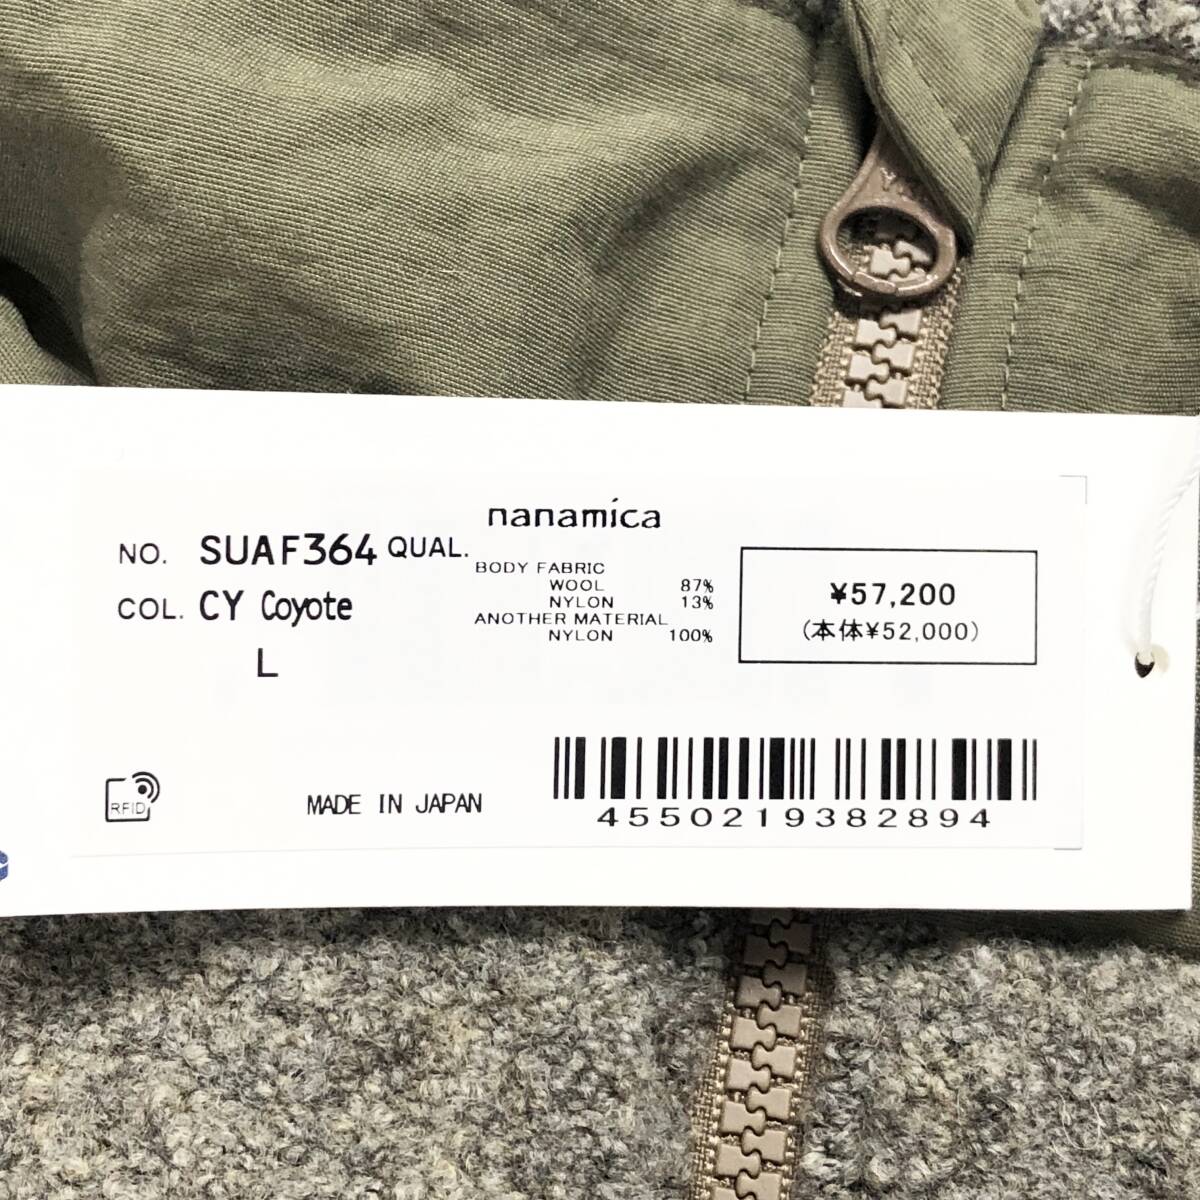 nanamica
NO. SUAF364 QUAL.
COL. CY Coyote
L
BODY FABRIC
WOOL 87%
NYLON 13%
ANOTHER MATERIAL
NYLON 100%
¥57,200
(本体¥52,000)
RFID
MADE IN JAPAN
4550219382894